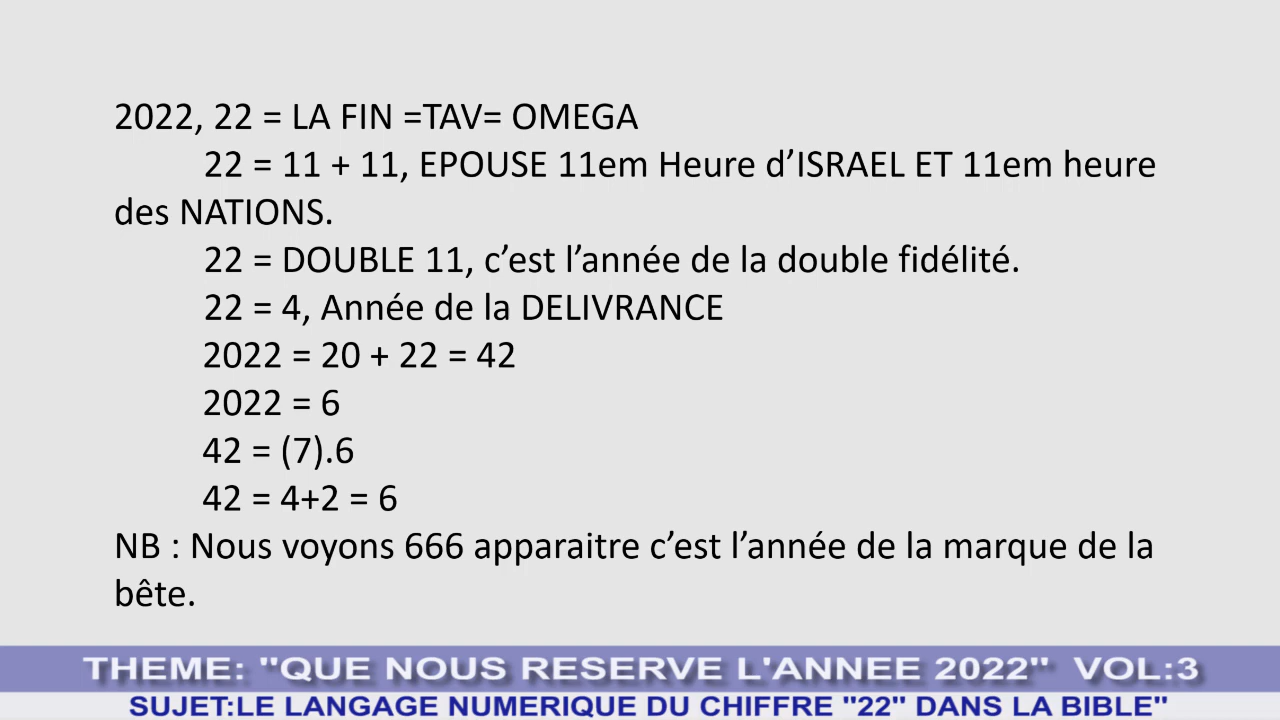 2022, 22 = LA FIN =TAV= OMEGA
22 = 11 + 11, EPOUSE 11em Heure d’ISRAEL ET 11em heure
des NATIONS.
22 = DOUBLE 11, c’est l’année de la double fidélité.
22 = 4, Année de la DELIVRANCE
2022 = 20 + 22 = 42
2022 = 6
42 = (7).6
42 = 4+2 = 6
NB : Nous voyons 666 apparaitre c’est l’année de la marque de la
bête.
THEME: "QUE NOUS RESERVE L'ANNEE 2022" VOL:3
SUJET:LE LANGAGE NUMERIQUE DU CHIFFRE "22" DANS LA BIBLE"